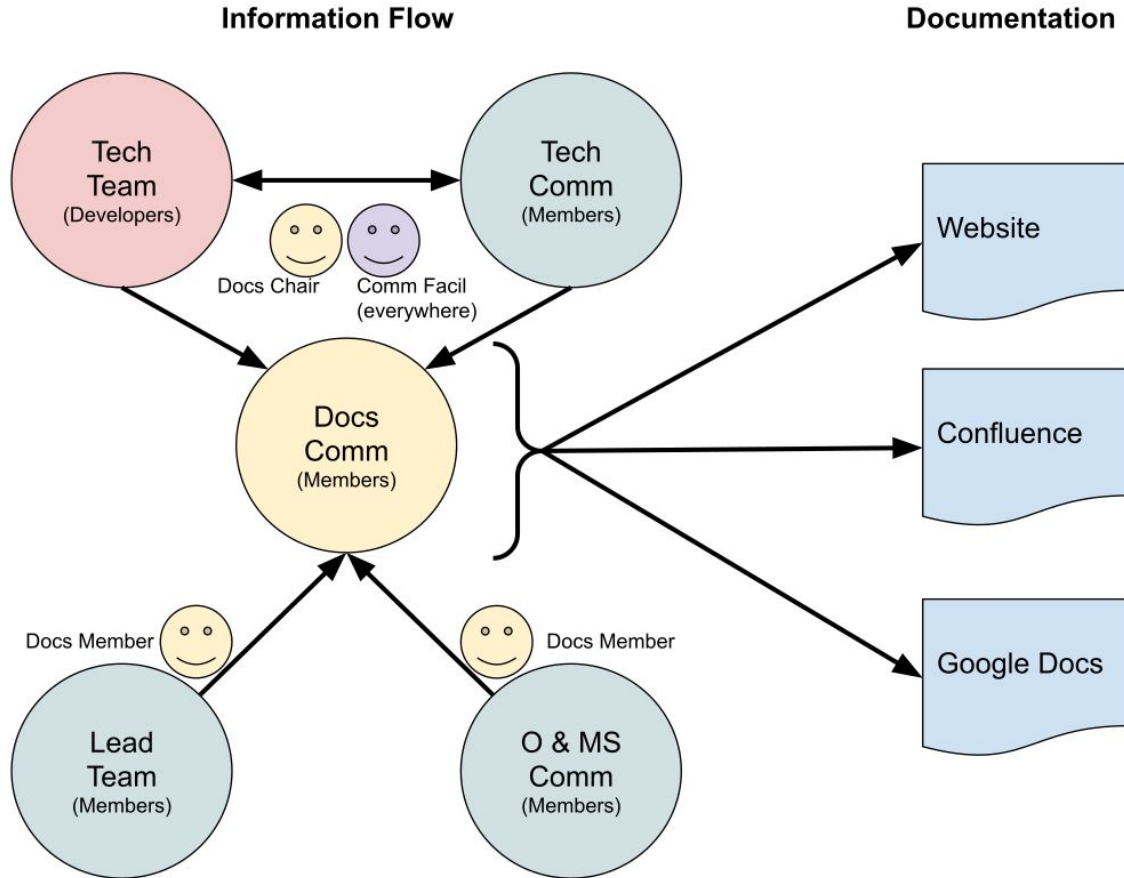 Information Flow
Documentation
Tech
Team
(Developers)
Tech
Comm
(Members)
Docs Chair
Comm Facil
(everywhere)
Website
Docs
Comm
(Members)
Confluence
Docs Member
Docs Member
Google Docs
Lead
Team
(Members)
O & MS
Comm
(Members)